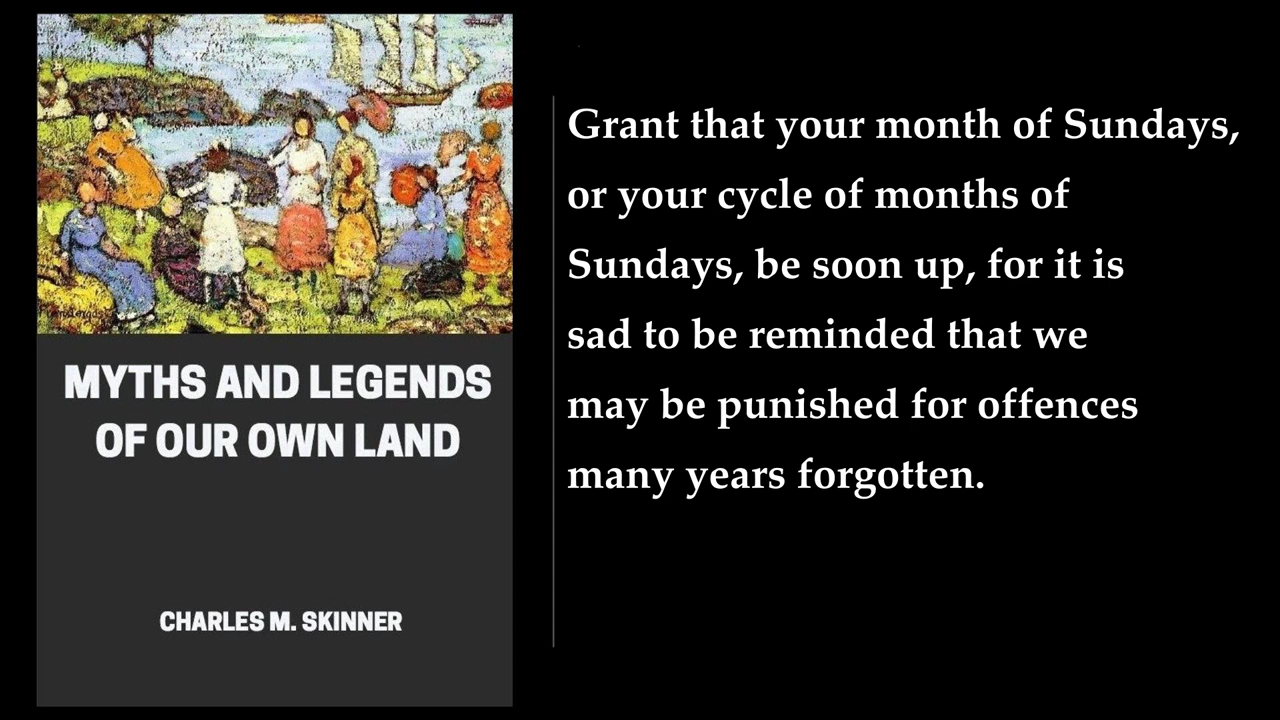 MYTHS AND LEGENDS
OF OUR OWN LAND
CHARLES M. SKINNER
Grant that your month of Sundays,
or your cycle of months of
Sundays, be soon up, for it is
sad to be reminded that we
may be punished for offences
many years forgotten.